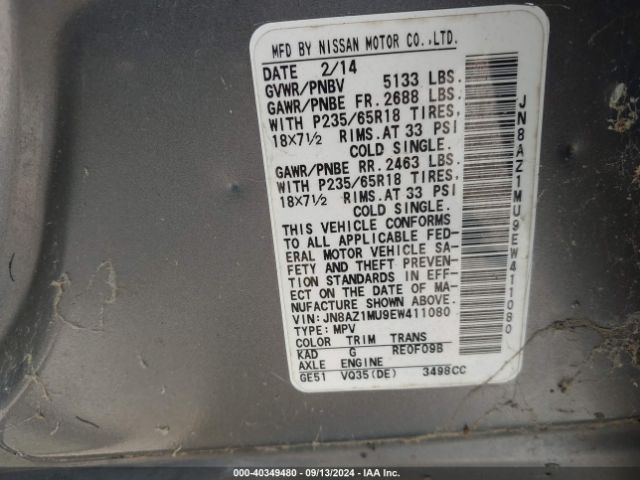 MFD BY NISSAN MOTOR CO.,LTD.
DATE 2/14
GVWR/PNBV 5133 LBS.
GAWR/PNBE FR. 2688 LBS.
WITH P235/65R18 TIRES,
18X7½ RIMS. AT 33 PSI
COLD SINGLE.
GAWR/PNBE RR. 2463 LBS.
WITH P235/65R18 TIRES,
18X7½ RIMS. AT 33 PSI
COLD SINGLE.
THIS VEHICLE CONFORMS
TO ALL APPLICABLE FED-
ERAL MOTOR VEHICLE SA-
FETY AND THEFT PREVEN-
TION STANDARDS IN EFF-
ECT ON THE DATE OF MA-
NUFACTURE SHOWN ABOVE.
VIN: JN8AZ1MU9EW411080
TYPE: MPV
COLOR TRIM TRANS
KAD G RE0F09B
AXLE ENGINE
GE51 VQ35(DE) 3498CC
JN8AZ1MU9EW411080
000-40349480 - 09/13/2024 - IAA Inc.